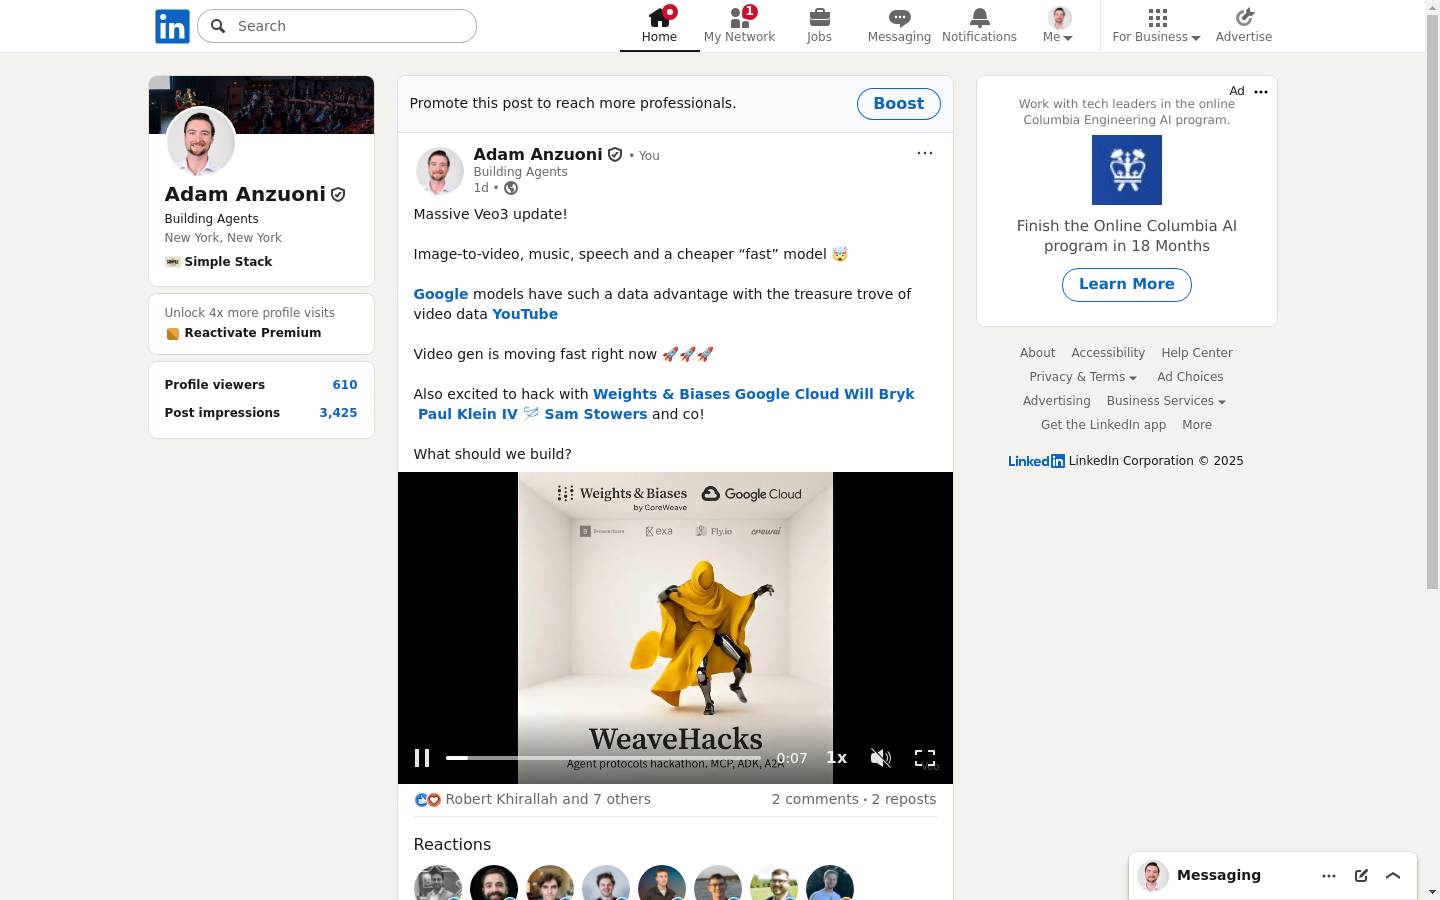 in
Search
Home
1
My Network
Jobs
Messaging
Notifications
Me
For Business
Advertise
Adam Anzuoni
Building Agents
New York, New York
SIMPLE
Simple Stack
Unlock 4x more profile visits
Reactivate Premium
Profile viewers 610
Post impressions 3,425
Promote this post to reach more professionals.
Boost
Adam Anzuoni • You
Building Agents
1d •
Massive Veo3 update!
Image-to-video, music, speech and a cheaper “fast” model 🤯
Google models have such a data advantage with the treasure trove of
video data YouTube
Video gen is moving fast right now 🚀🚀🚀
Also excited to hack with Weights & Biases Google Cloud Will Bryk
Paul Klein IV 🪡 Sam Stowers and co!
What should we build?
Weights & Biases
by CoreWeave
Google Cloud
B Browserbase
exa
Fly.io
crewai
WeaveHacks
Agent protocols hackathon. MCP, ADK, A2A
0:07
1x
Veo
Robert Khirallah and 7 others
2 comments • 2 reposts
Reactions
Ad
Work with tech leaders in the online
Columbia Engineering AI program.
Finish the Online Columbia AI
program in 18 Months
Learn More
About Accessibility Help Center
Privacy & Terms Ad Choices
Advertising Business Services
Get the LinkedIn app More
LinkedIn LinkedIn Corporation © 2025
Messaging